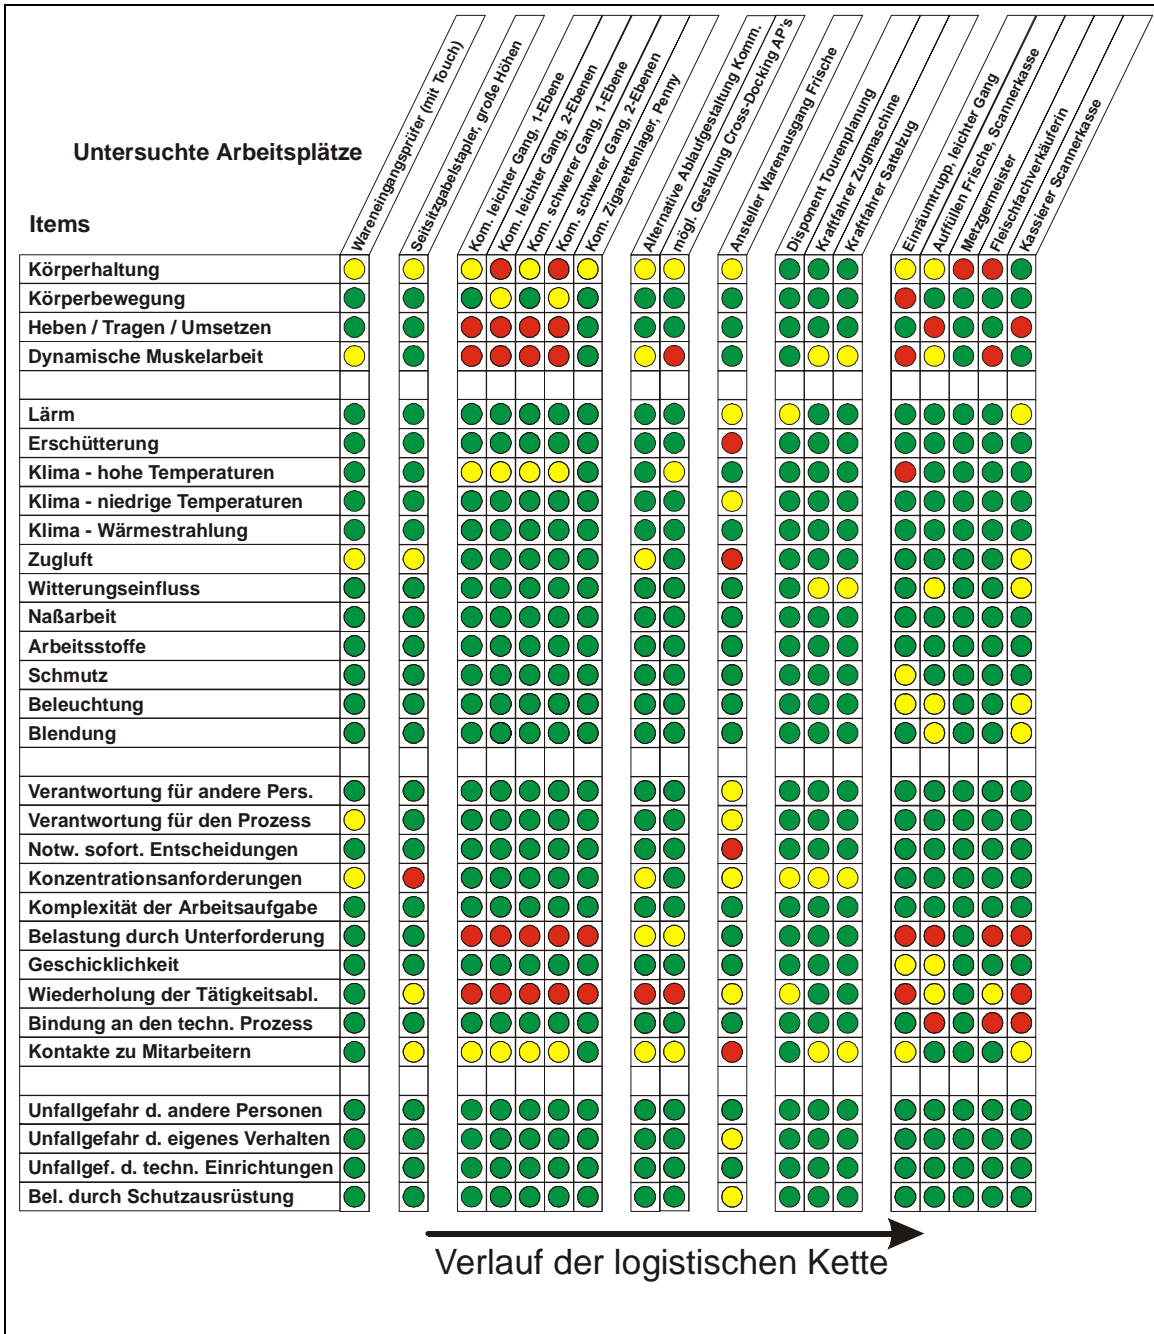 Untersuchte Arbeitsplätze
Items
Wareneingangsprüfer (mit Touch)
Seitsitzgabelstapler, große Höhen
Kom. leichter Gang, 1-Ebene
Kom. leichter Gang, 2-Ebenen
Kom. schwerer Gang, 1-Ebene
Kom. schwerer Gang, 2-Ebenen
Kom. Zigarettenlager, Penny
Alternative Ablaufgestaltung Komm.
mögl. Gestalung Cross-Docking AP's
Ansteller Warenausgang Frische
Disponent Tourenplanung
Kraftfahrer Zugmaschine
Kraftfahrer Sattelzug
Einräumtrupp, leichter Gang
Auffüllen Frische, Scannerkasse
Metzgermeister
Fleischfachverkäuferin
Kassierer Scannerkasse
Körperhaltung
Körperbewegung
Heben / Tragen / Umsetzen
Dynamische Muskelarbeit
Lärm
Erschütterung
Klima - hohe Temperaturen
Klima - niedrige Temperaturen
Klima - Wärmestrahlung
Zugluft
Witterungseinfluss
Naßarbeit
Arbeitsstoffe
Schmutz
Beleuchtung
Blendung
Verantwortung für andere Pers.
Verantwortung für den Prozess
Notw. sofort. Entscheidungen
Konzentrationsanforderungen
Komplexität der Arbeitsaufgabe
Belastung durch Unterforderung
Geschicklichkeit
Wiederholung der Tätigkeitsabl.
Bindung an den techn. Prozess
Kontakte zu Mitarbeitern
Unfallgefahr d. andere Personen
Unfallgefahr d. eigenes Verhalten
Unfallgef. d. techn. Einrichtungen
Bel. durch Schutzausrüstung
Verlauf der logistischen Kette